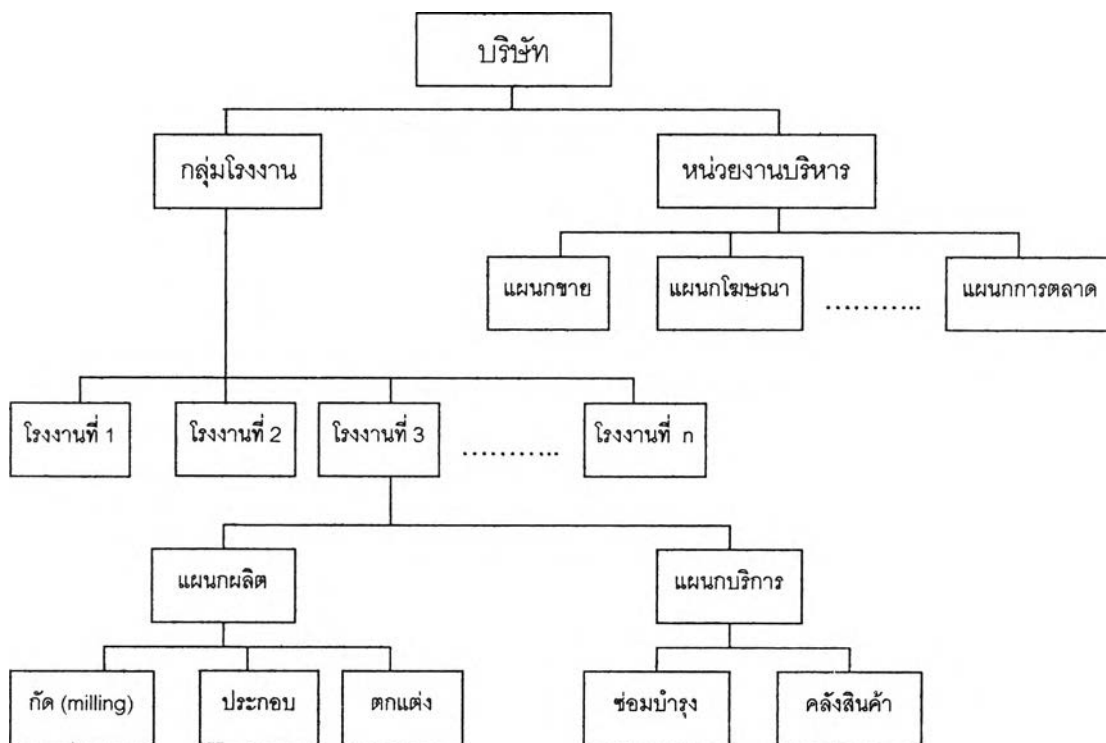 บริษัท
กลุ่มโรงงาน
หน่วยงานบริหาร
แผนกขาย
แผนกโฆษณา
............
แผนกการตลาด
โรงงานที่ 1
โรงงานที่ 2
โรงงานที่ 3
............
โรงงานที่ n
แผนกผลิต
แผนกบริการ
กัด (milling)
ประกอบ
ตกแต่ง
ซ่อมบำรุง
คลังสินค้า